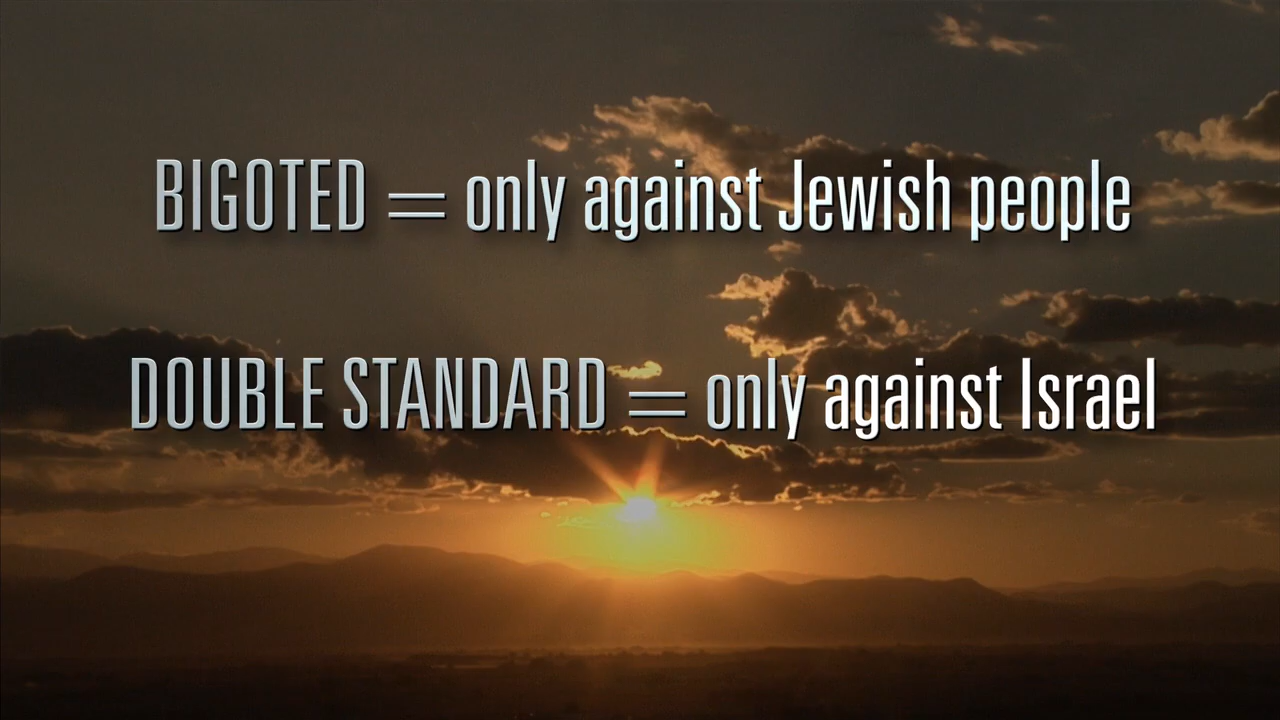 BIGOTED = only against Jewish people
DOUBLE STANDARD = only against Israel